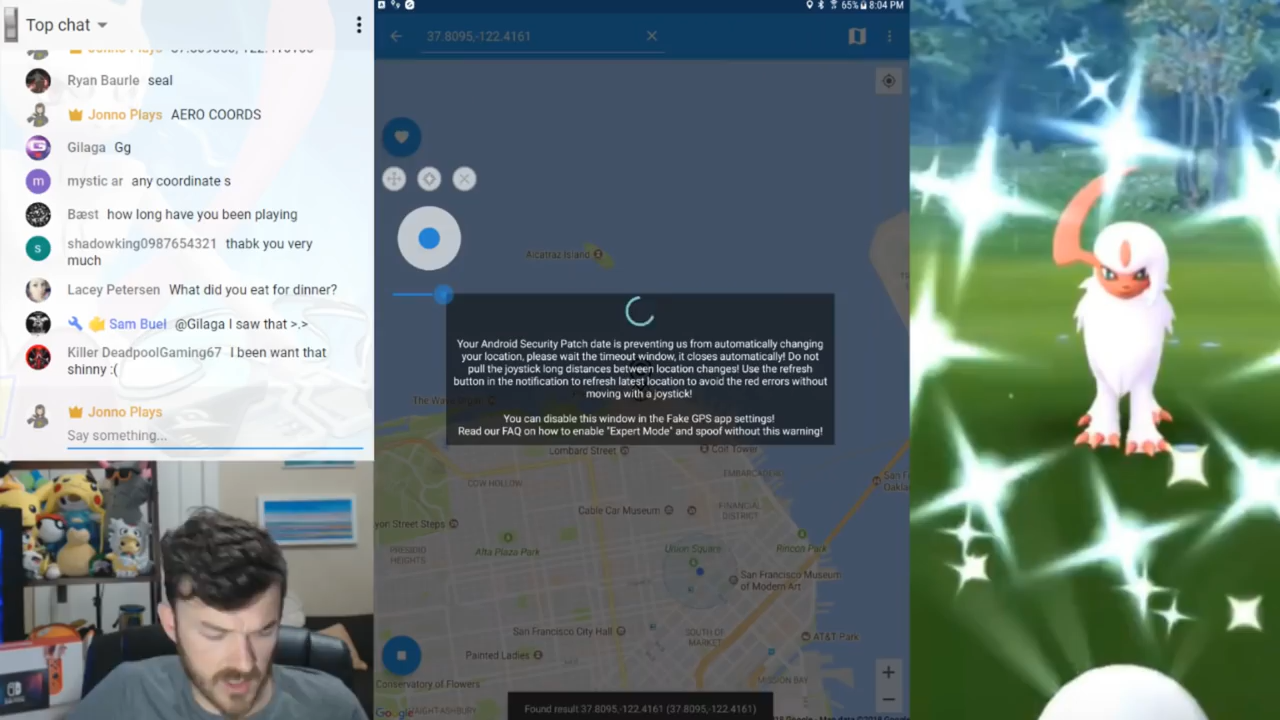 Top chat
Ryan Baurle seal
Jonno Plays AERO COORDS
Gilaga Gg
mystic ar any coordinate s
Bæst how long have you been playing
shadowking0987654321 thabk you very
much
Lacey Petersen What did you eat for dinner?
Sam Buel @Gilaga I saw that >.>
Killer DeadpoolGaming67 I been want that
shinny :(
Jonno Plays
Say something...
65% 8:04 PM
37.8095,-122.4161
Alcatraz Island
Your Android Security Patch date is preventing us from automatically changing
your location, please wait the timeout window, it closes automatically! Do not
pull the joystick long distances between location changes! Use the refresh
button in the notification to refresh latest location to avoid the red errors without
moving with a joystick!
You can disable this window in the Fake GPS app settings!
Read our FAQ on how to enable "Expert Mode" and spoof without this warning!
Lombard Street
Coit Tower
EMBARCADERO
COW HOLLOW
Cable Car Museum
FINANCIAL
DISTRICT
yon Street Steps
PRESIDIO
HEIGHTS
Alta Plaza Park
Union Square
Rincon Park
San Francisco Museum
of Modern Art
San Francisco City Hall
SOUTH OF
MARKET
AT&T Park
Painted Ladies
MISSION BAY
Conservatory of Flowers
Google
Found result 37.8095,-122.4161 (37.8095,-122.4161)